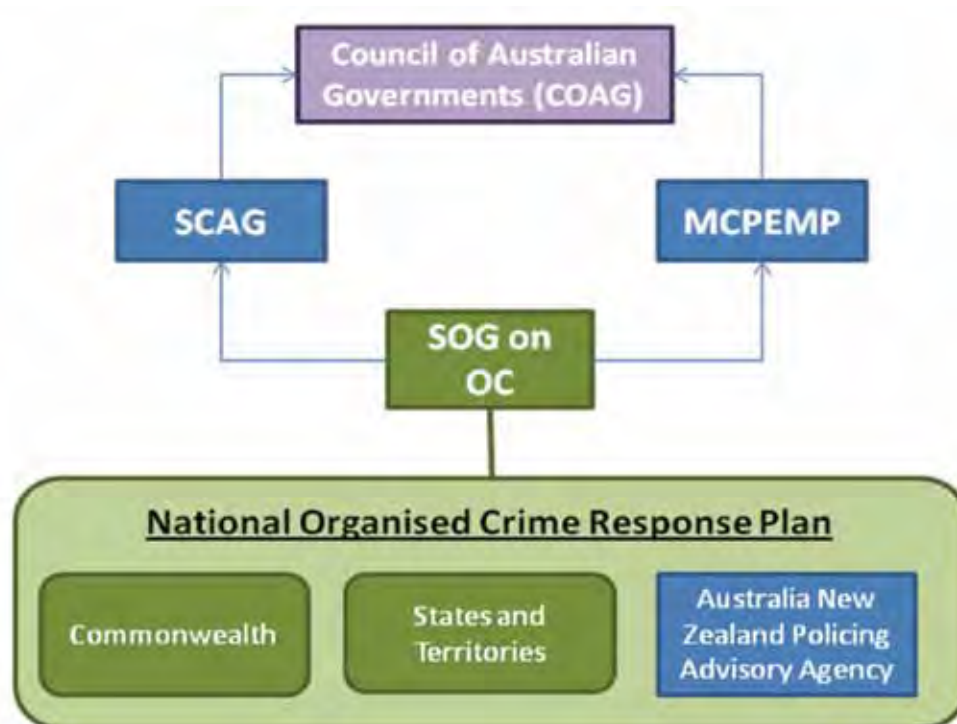 Council of Australian
Governments (COAG)
SCAG
MCPEMP
SOG on
OC
National Organised Crime Response Plan
Commonwealth
States and
Territories
Australia New
Zealand Policing
Advisory Agency